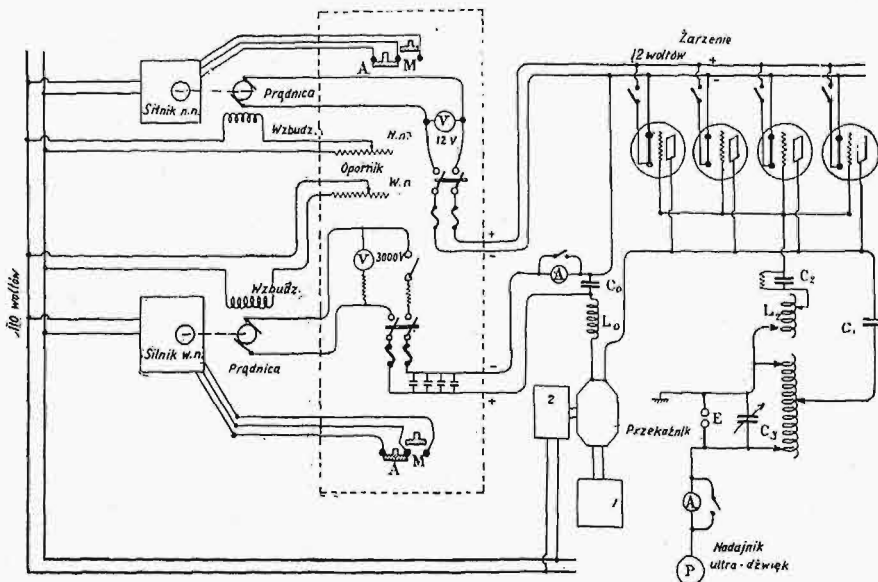 110 woltów
Silnik n.n.
Prądnica
A
M
Wzbudz.
W.n?
Opornik
W.n
V
12 V
V
3000V
Wzbudz.
Silnik w.n.
Prądnica
A
M
+
-
-
+
Żarzenie
12 woltów
+
-
A
C₀
L₀
2
Przekaźnik
1
C₂
L₂
C₁
E
C₃
A
P
Nadajnik
ultra-dźwięk